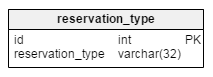 reservation_type
id int PK
reservation_type varchar(32)